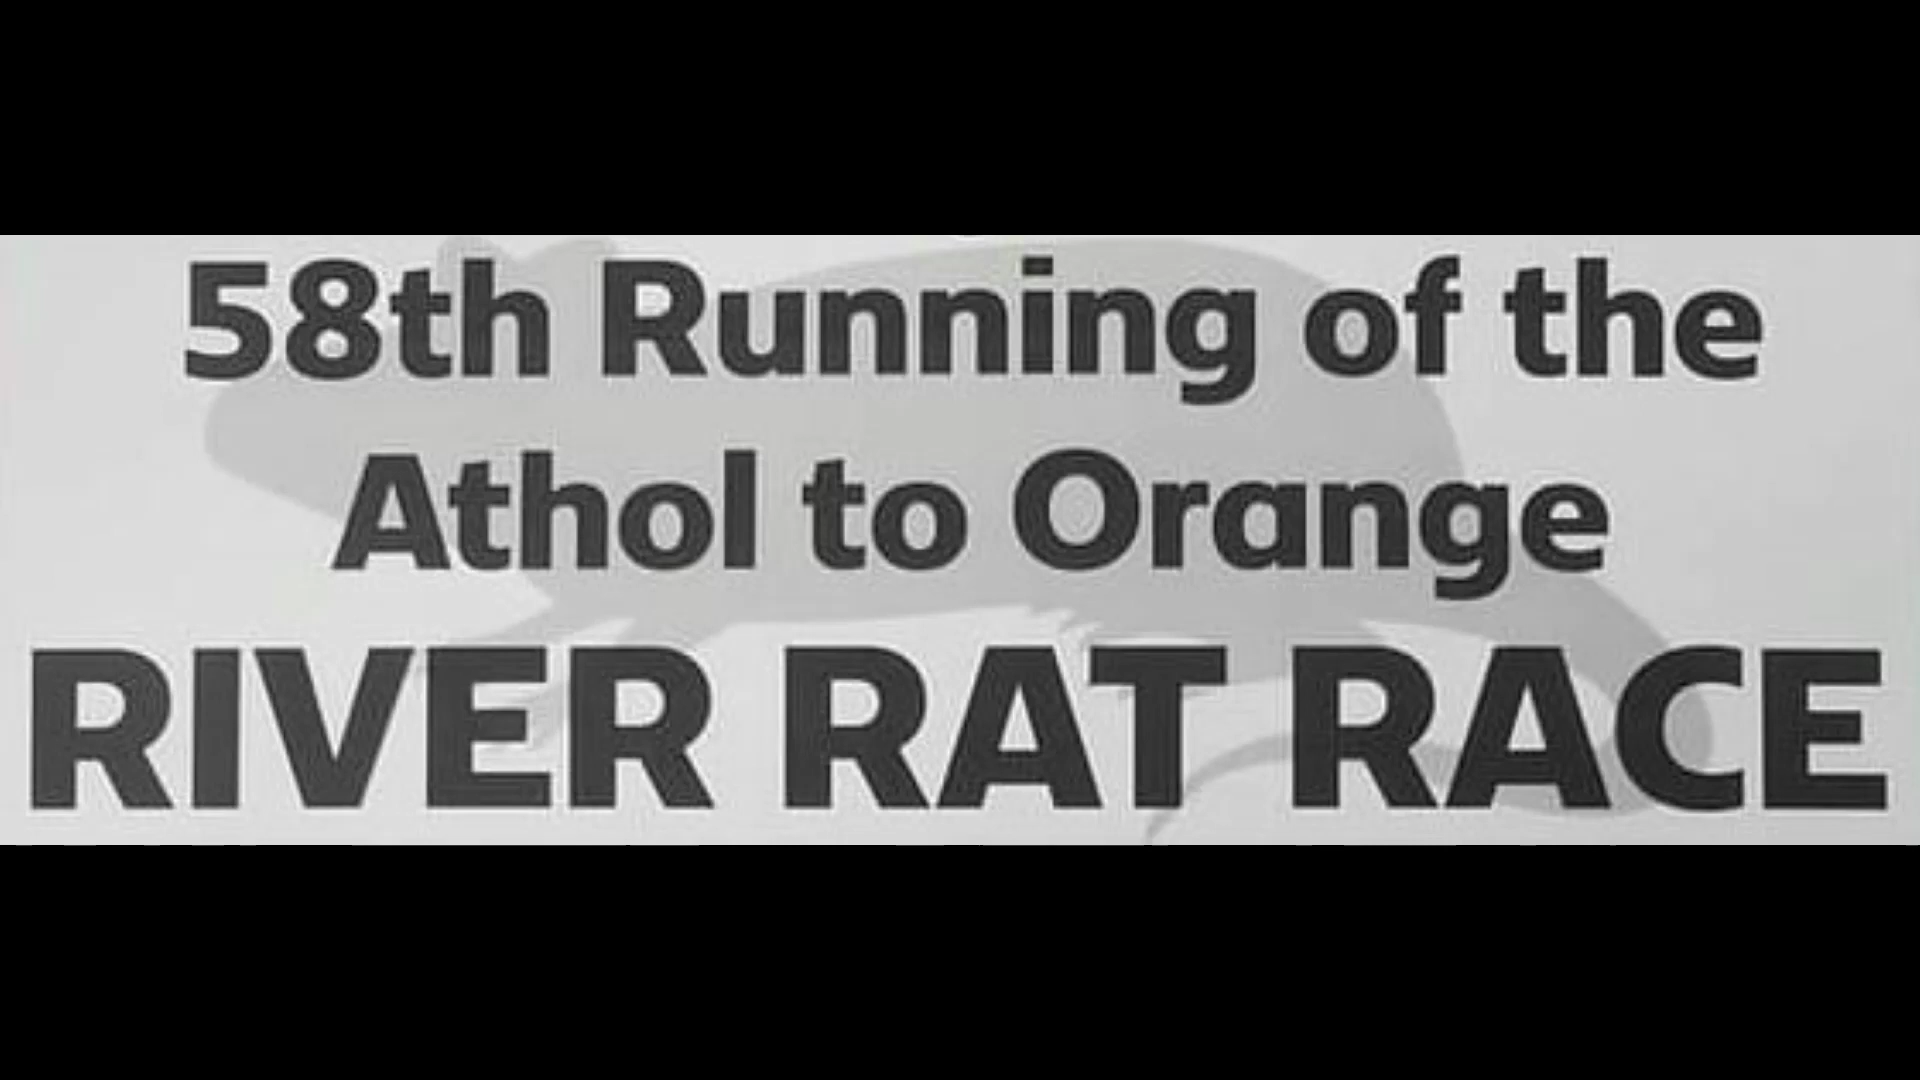 58th Running of the
Athol to Orange
RIVER RAT RACE